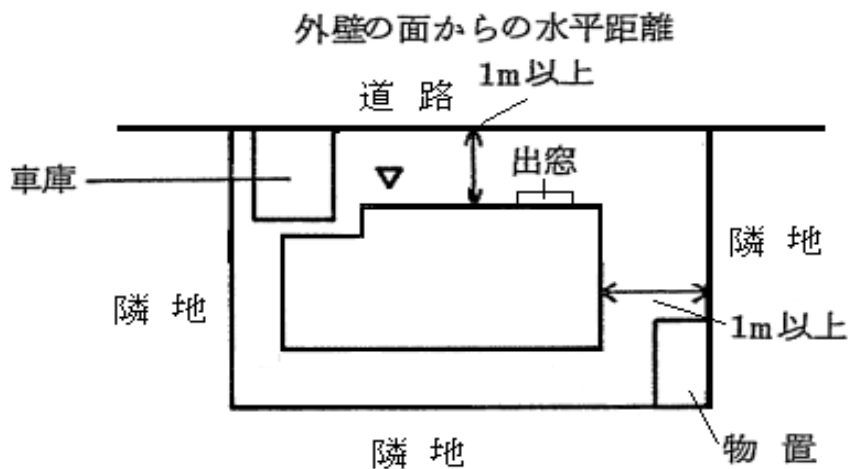 外壁の面からの水平距離
1m以上
道 路
車庫
出窓
隣 地
隣 地
1m以上
隣 地
物 置